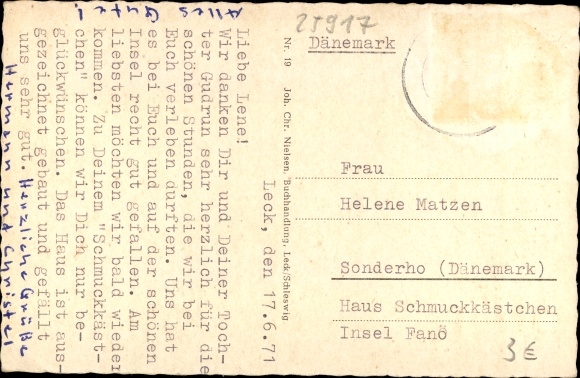 25917
Alles
Gute!
Leck, den 17.6.71
Liebe Lene!
Wir danken Dir und Deiner Toch-
ter Gudrun sehr herzlich für die
schönen Stunden, die wir bei
Euch verleben durften. Uns hat
es bei Euch und auf der schönen
Insel recht gut gefallen. Am
liebsten möchten wir bald wieder
kommen. Zu Deinem "Schmuckkäst-
chen" können wir Dich nur be-
glückwünschen. Das Haus ist aus-
gezeichnet gebaut und gefällt
uns sehr gut. Herzliche Grüße
Hermann und Christel
Nr. 19 Joh. Chr. Nielsen, Buchhandlung, Leck/Schleswig
Dänemark
Frau
Helene Matzen
Sonderho (Dänemark)
Haus Schmuckkästchen
Insel Fanö
3€